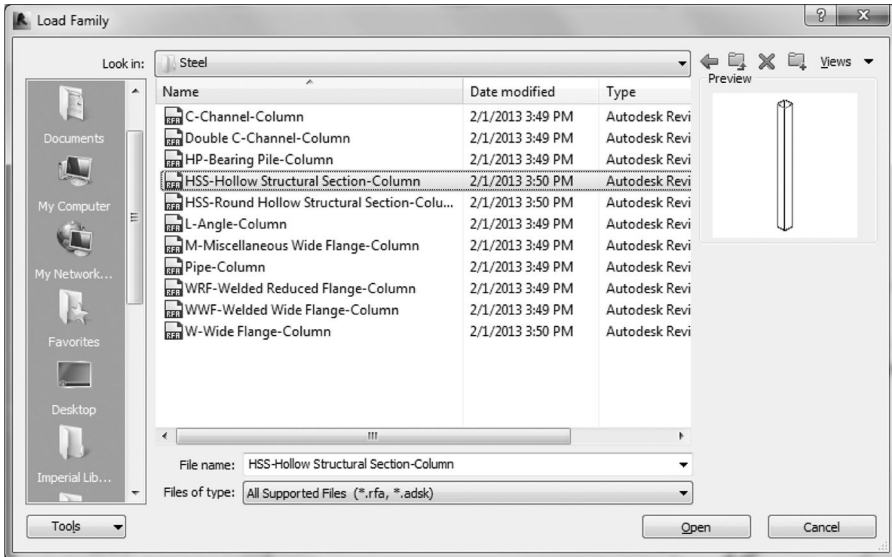 Load Family
Look in: Steel
Views
Name Date modified Type
C-Channel-Column 2/1/2013 3:49 PM Autodesk Revi
Double C-Channel-Column 2/1/2013 3:49 PM Autodesk Revi
HP-Bearing Pile-Column 2/1/2013 3:49 PM Autodesk Revi
HSS-Hollow Structural Section-Column 2/1/2013 3:50 PM Autodesk Revi
HSS-Round Hollow Structural Section-Colu... 2/1/2013 3:50 PM Autodesk Revi
L-Angle-Column 2/1/2013 3:49 PM Autodesk Revi
M-Miscellaneous Wide Flange-Column 2/1/2013 3:49 PM Autodesk Revi
Pipe-Column 2/1/2013 3:49 PM Autodesk Revi
WRF-Welded Reduced Flange-Column 2/1/2013 3:49 PM Autodesk Revi
WWF-Welded Wide Flange-Column 2/1/2013 3:49 PM Autodesk Revi
W-Wide Flange-Column 2/1/2013 3:50 PM Autodesk Revi
Preview
Documents
My Computer
My Network...
Favorites
Desktop
Imperial Lib...
File name: HSS-Hollow Structural Section-Column
Files of type: All Supported Files (*.rfa, *.adsk)
Tools
Open
Cancel